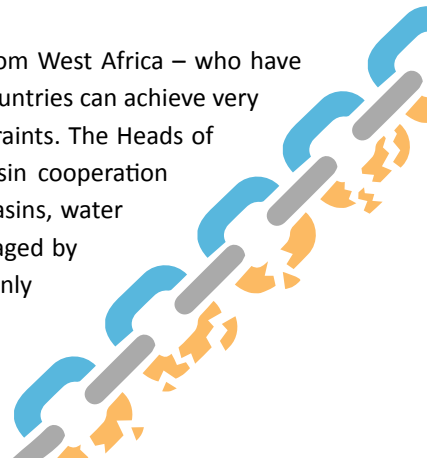 om West Africa – who have
ountries can achieve very
raints. The Heads of
sin cooperation
asins, water
aged by
nly